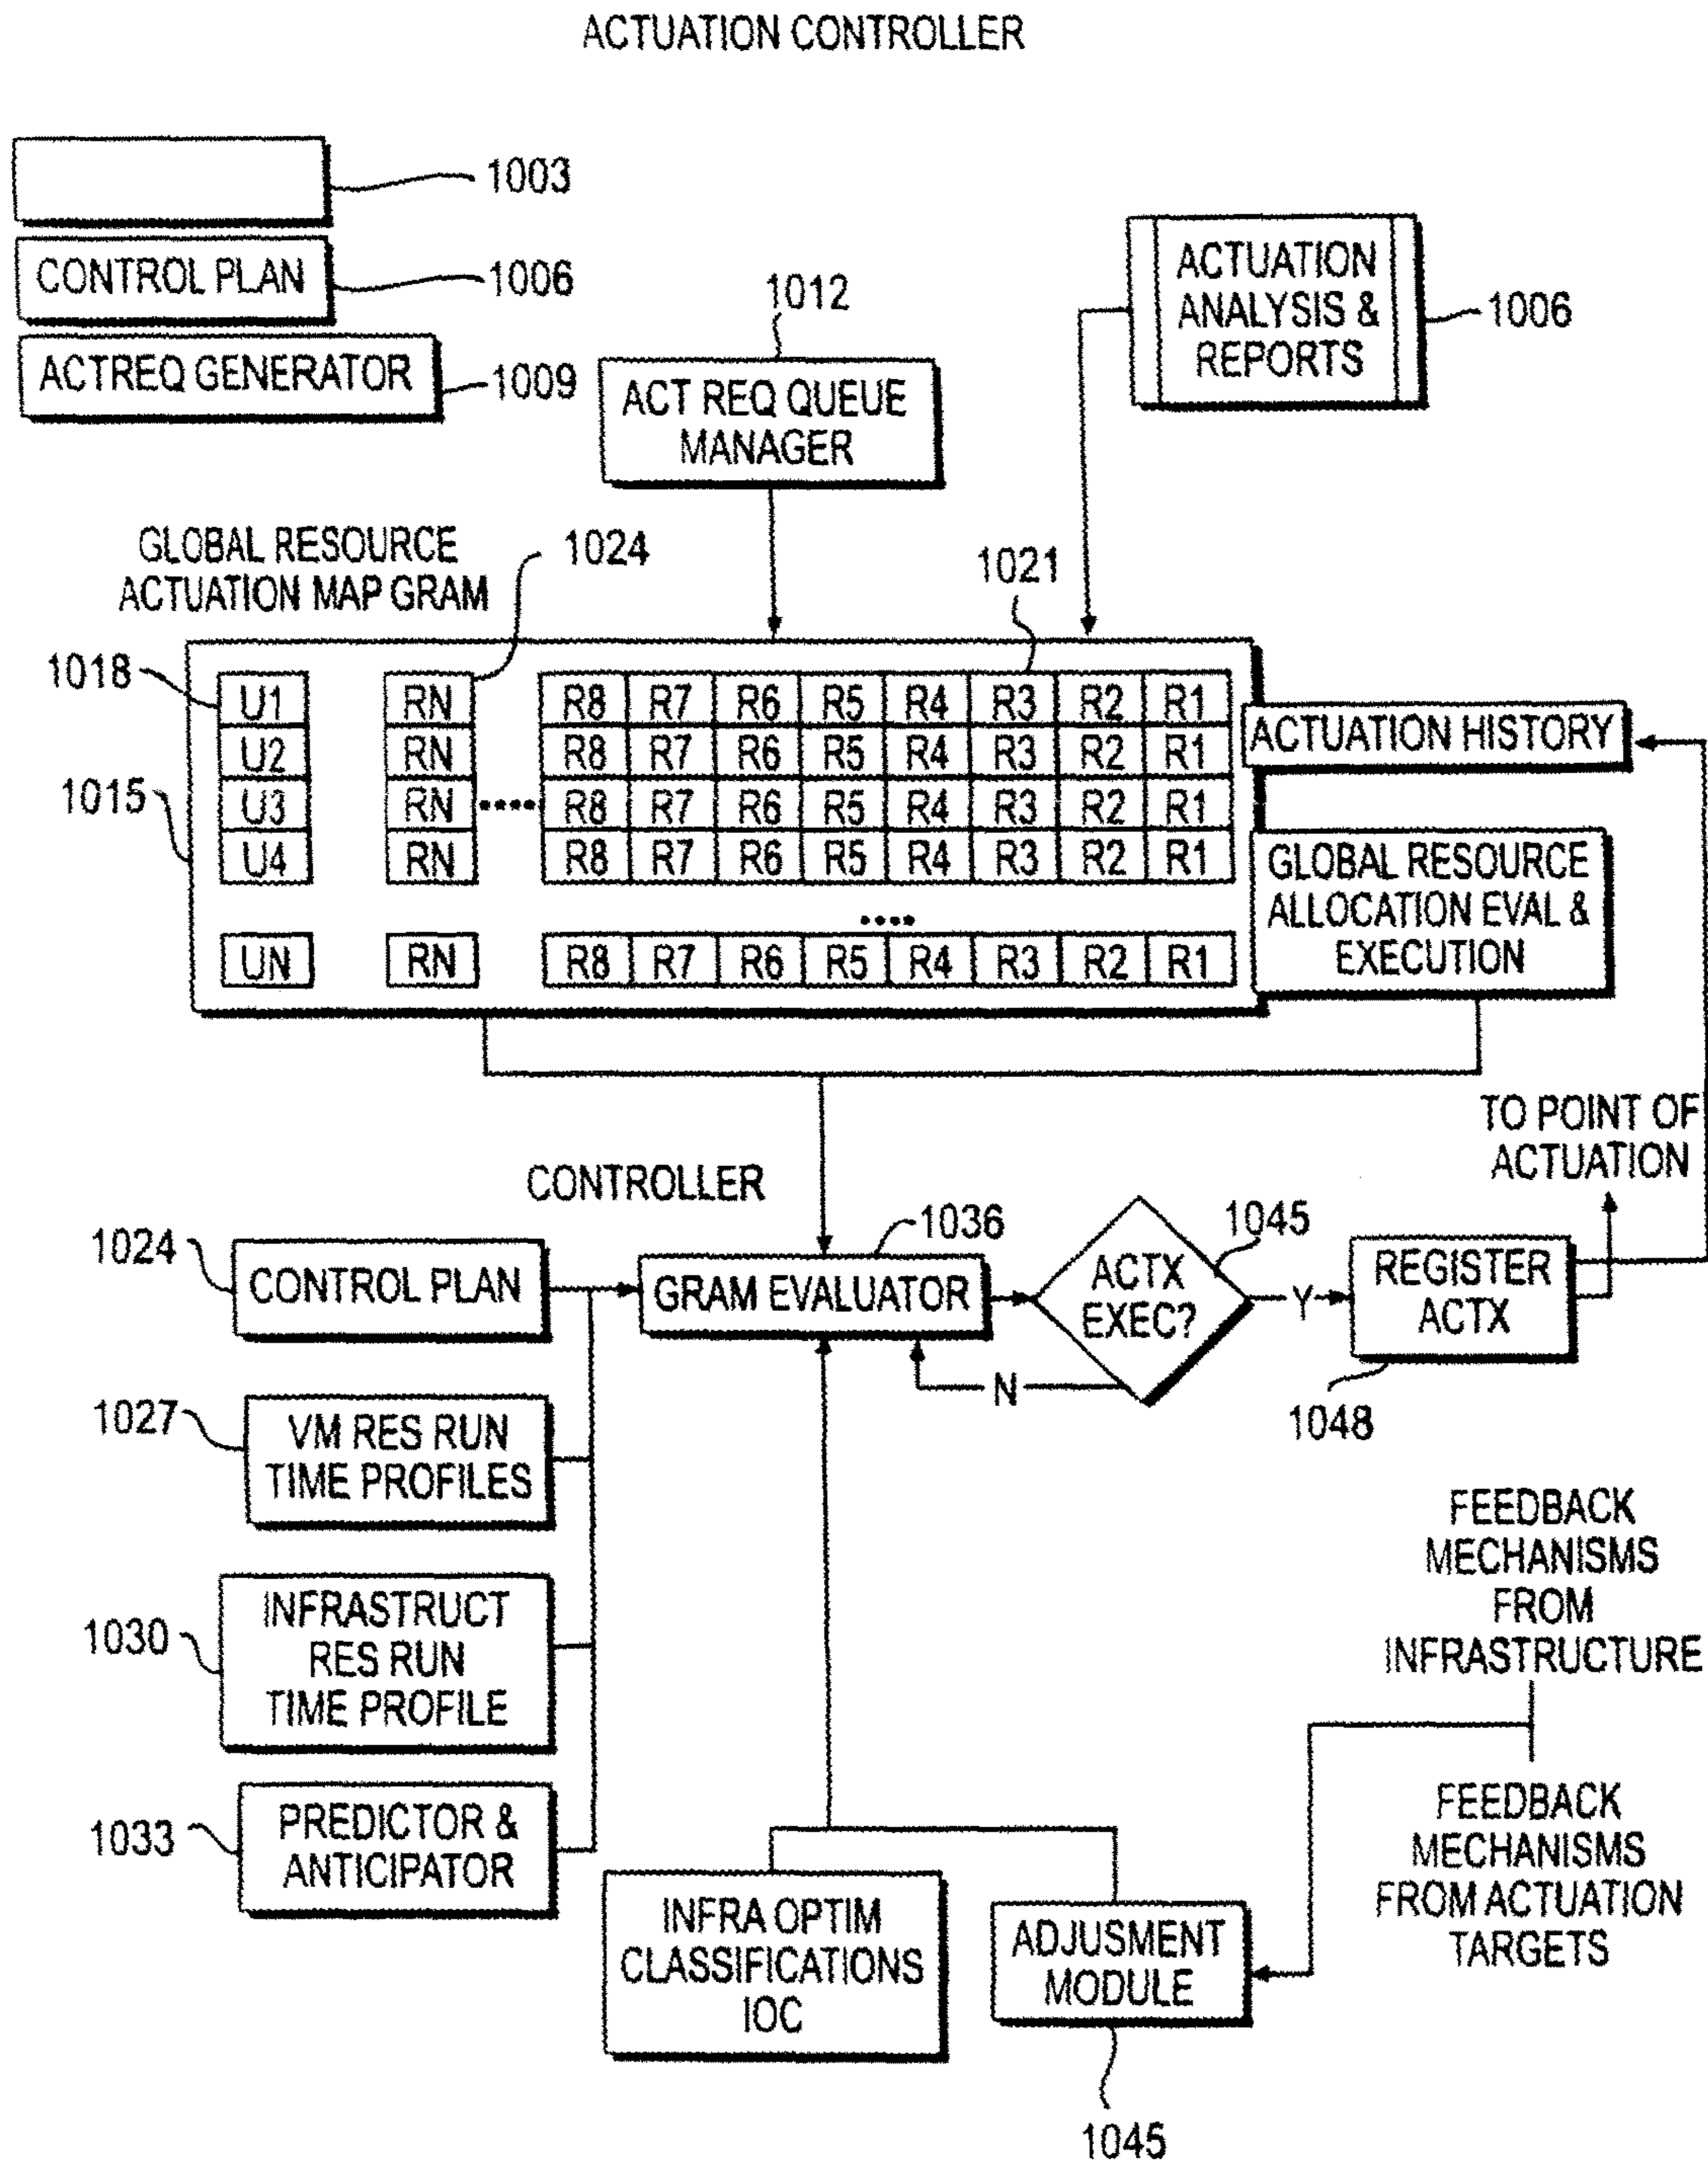 ACTUATION CONTROLLER
1003
CONTROL PLAN
1006
ACTREQ GENERATOR
1009
1012
ACT REQ QUEUE
MANAGER
ACTUATION
ANALYSIS &
REPORTS
1006
GLOBAL RESOURCE
ACTUATION MAP GRAM
1024
1021
1018
1015
U1 RN R8 R7 R6 R5 R4 R3 R2 R1
U2 RN R8 R7 R6 R5 R4 R3 R2 R1
U3 RN ..... R8 R7 R6 R5 R4 R3 R2 R1
U4 RN R8 R7 R6 R5 R4 R3 R2 R1
....
UN RN R8 R7 R6 R5 R4 R3 R2 R1
ACTUATION HISTORY
GLOBAL RESOURCE
ALLOCATION EVAL &
EXECUTION
TO POINT OF
ACTUATION
CONTROLLER
1024
CONTROL PLAN
1036
GRAM EVALUATOR
ACTX
EXEC?
1045
Y
N
REGISTER
ACTX
1048
1027
VM RES RUN
TIME PROFILES
1030
INFRASTRUCT
RES RUN
TIME PROFILE
1033
PREDICTOR &
ANTICIPATOR
INFRA OPTIM
CLASSIFICATIONS
IOC
ADJUSMENT
MODULE
1045
FEEDBACK
MECHANISMS
FROM
INFRASTRUCTURE
FEEDBACK
MECHANISMS
FROM ACTUATION
TARGETS